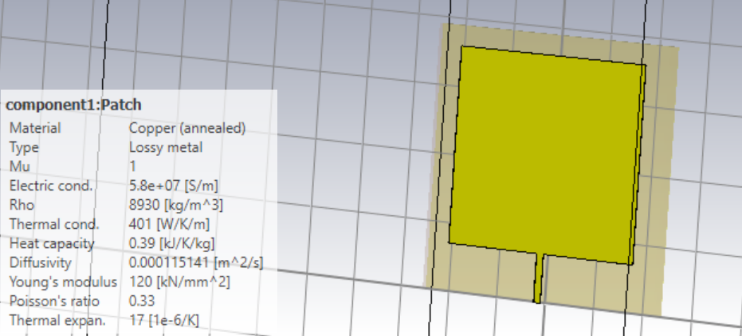 component1:Patch
Material Copper (annealed)
Type Lossy metal
Mu 1
Electric cond. 5.8e+07 [S/m]
Rho 8930 [kg/m^3]
Thermal cond. 401 [W/K/m]
Heat capacity 0.39 [kJ/K/kg]
Diffusivity 0.000115141 [m^2/s]
Young's modulus 120 [kN/mm^2]
Poisson's ratio 0.33
Thermal expan. 17 [1e-6/K]